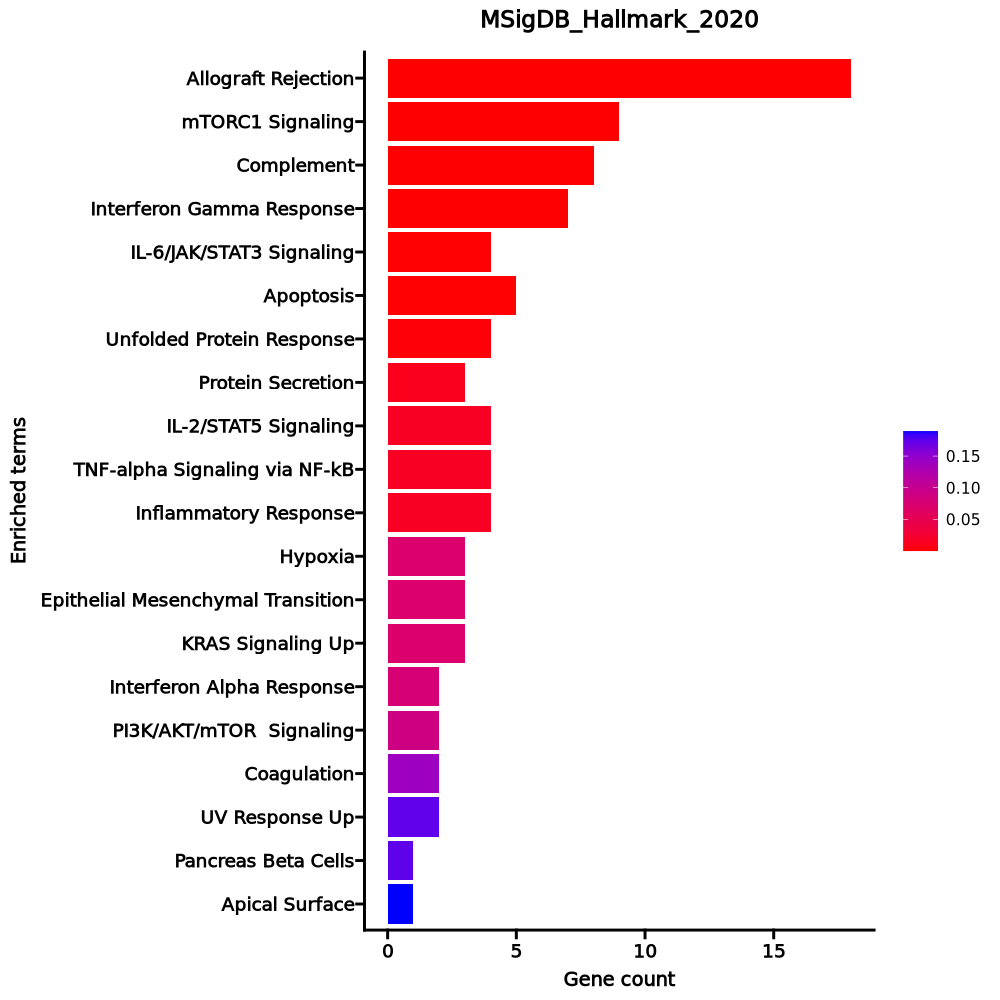 MSigDB_Hallmark_2020
Allograft Rejection
mTORC1 Signaling
Complement
Interferon Gamma Response
IL-6/JAK/STAT3 Signaling
Apoptosis
Unfolded Protein Response
Protein Secretion
IL-2/STAT5 Signaling
TNF-alpha Signaling via NF-kB
Inflammatory Response
Hypoxia
Epithelial Mesenchymal Transition
KRAS Signaling Up
Interferon Alpha Response
PI3K/AKT/mTOR  Signaling
Coagulation
UV Response Up
Pancreas Beta Cells
Apical Surface
Enriched terms
0 5 10 15
Gene count
0.15
0.10
0.05